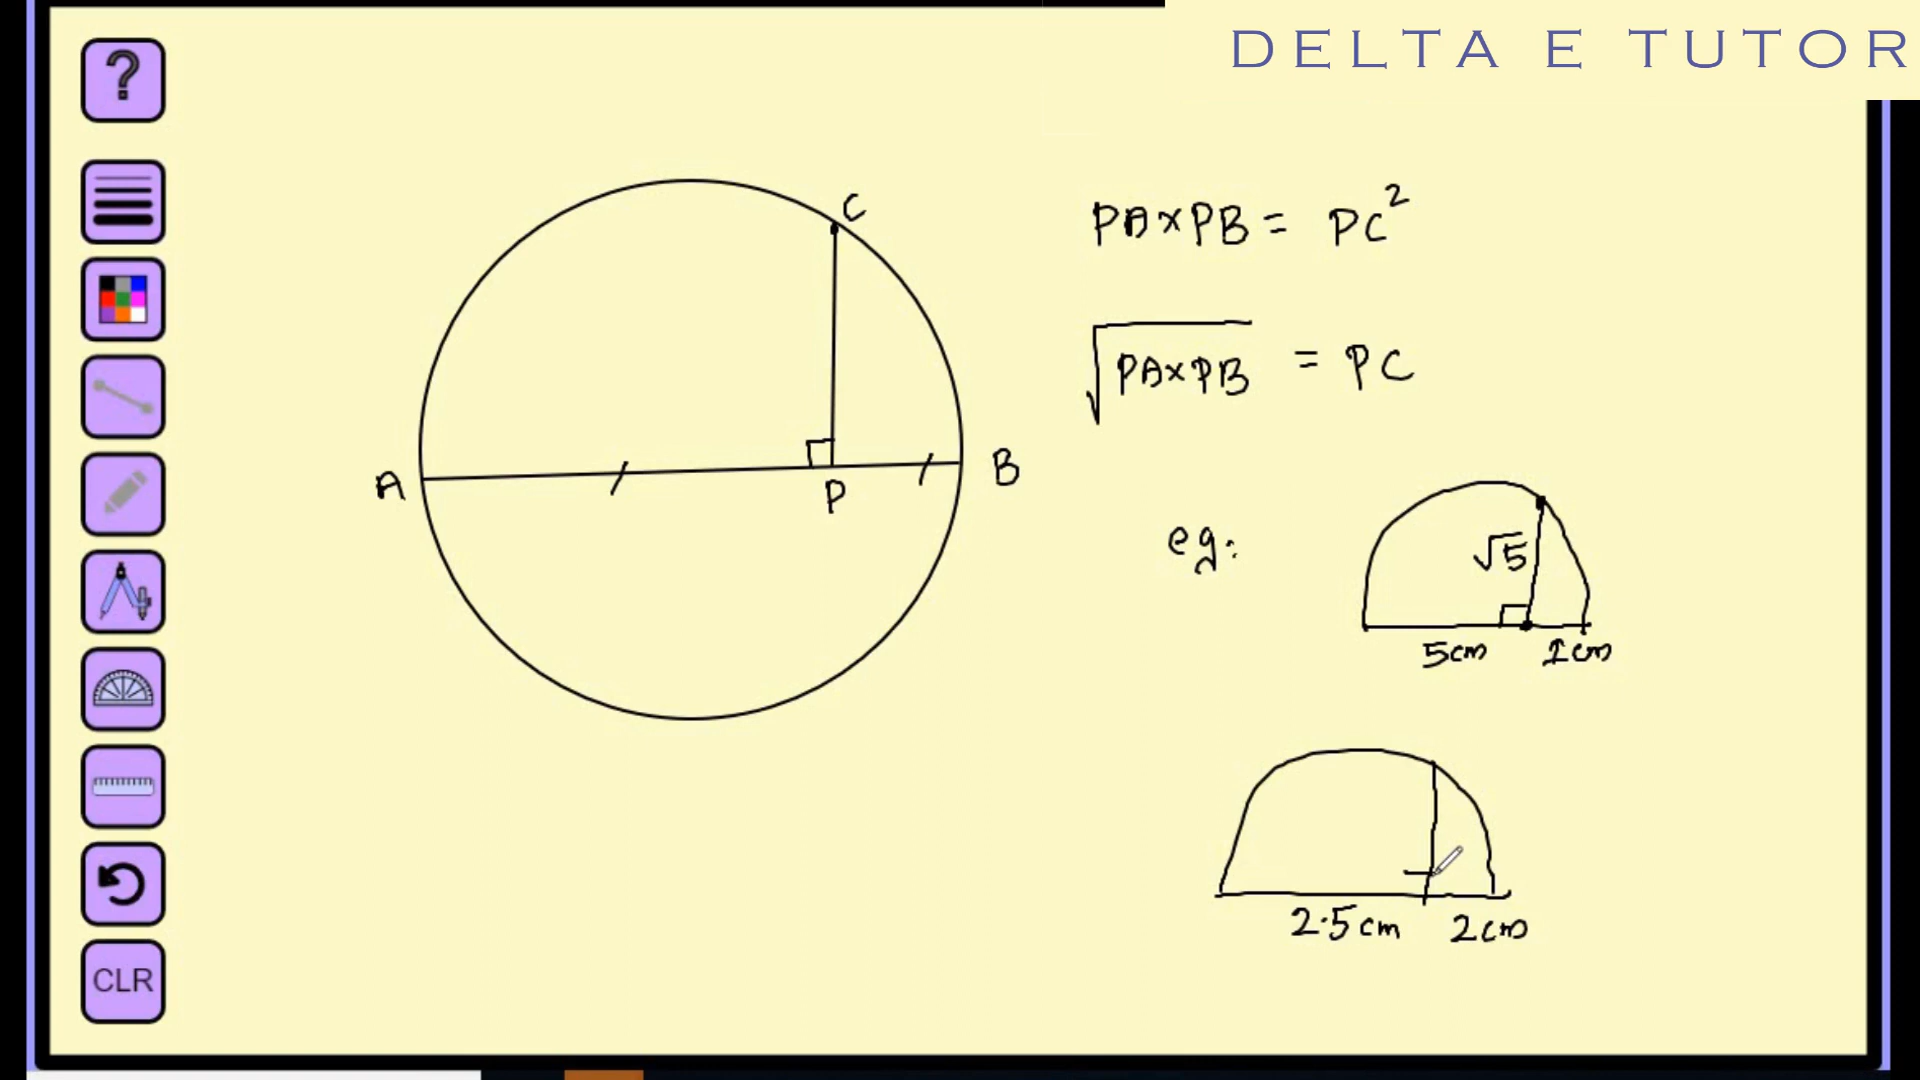 DELTA E TUTOR
?
C
PA×PB = PC²
√PA×PB = PC
A
P
B
eg:
√5
5cm 1cm
2.5cm 2cm
CLR